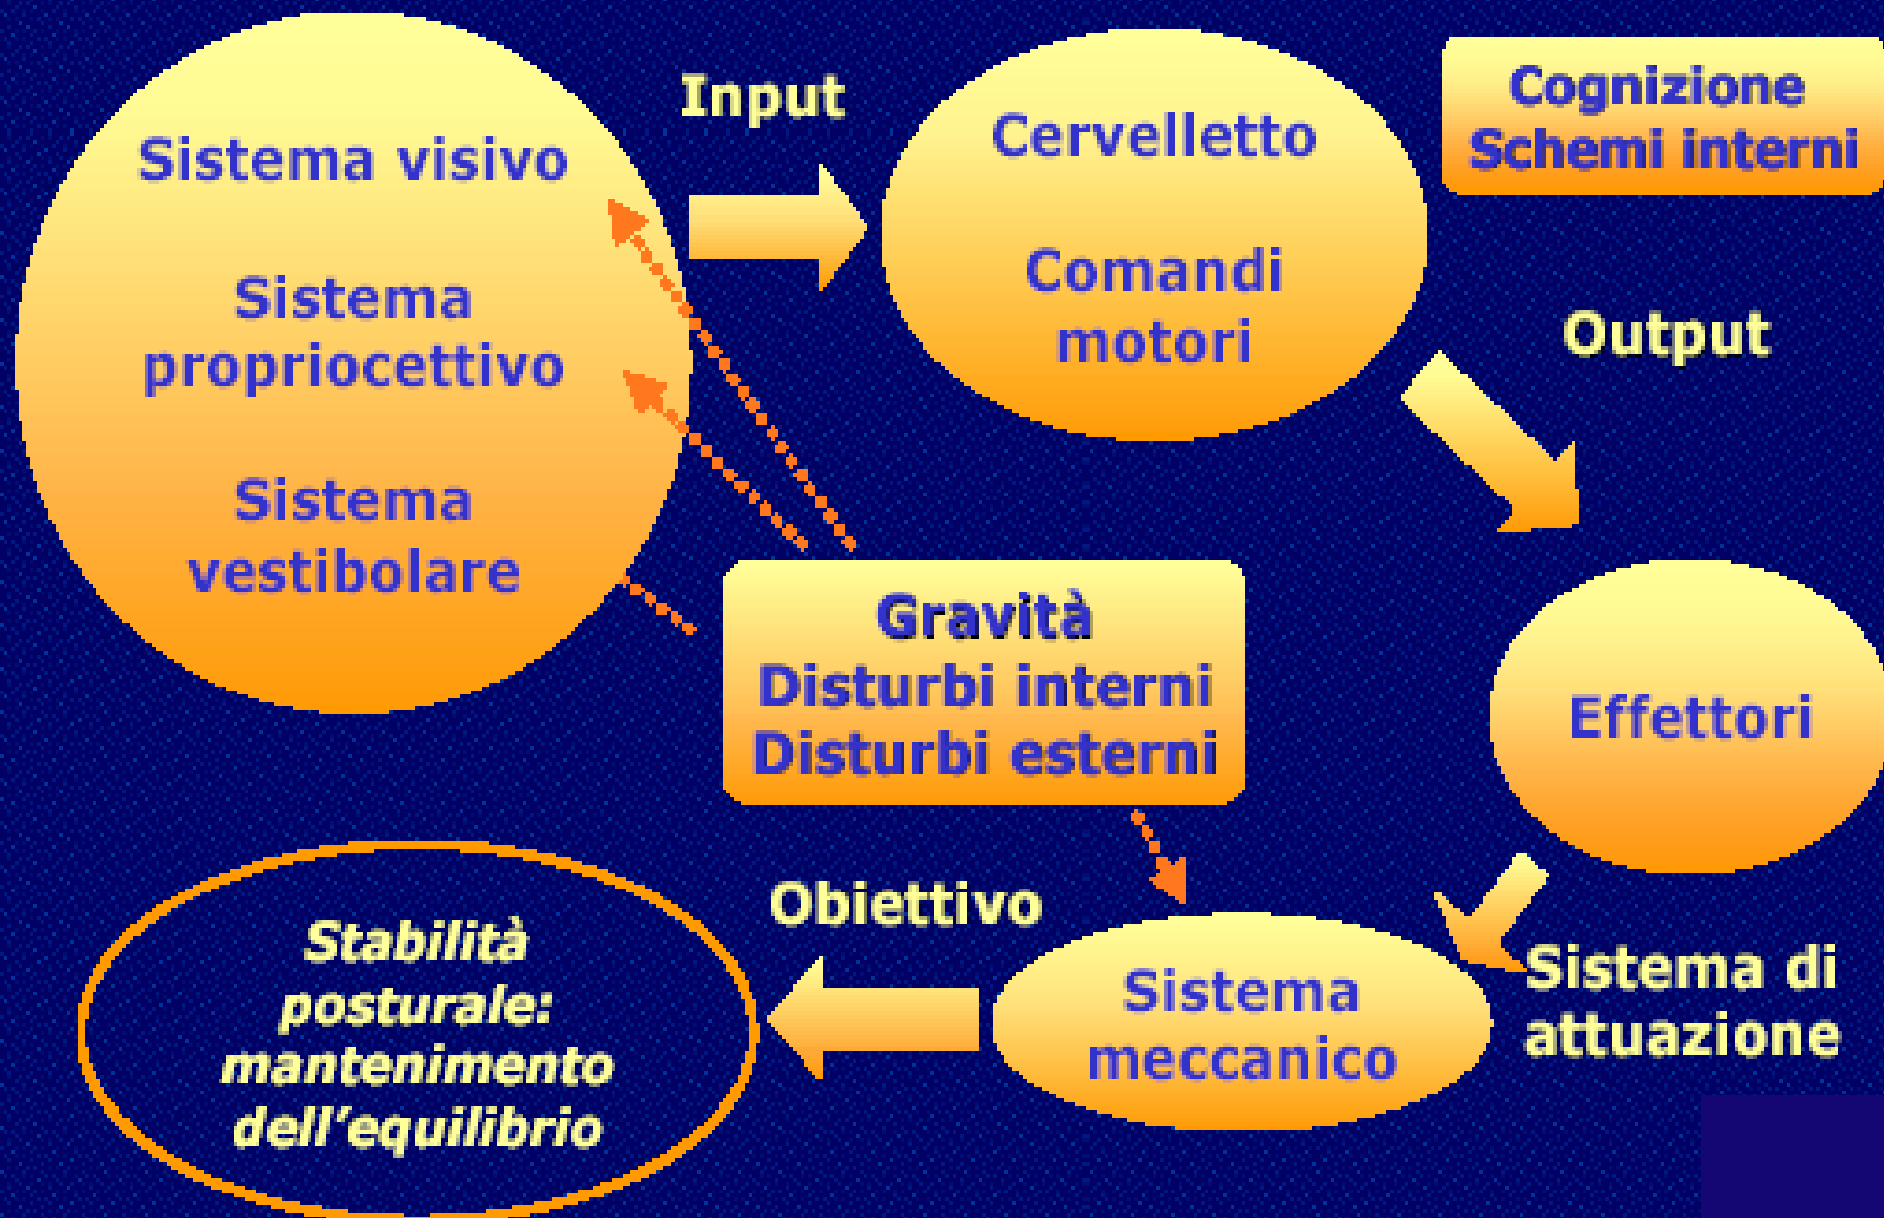 Sistema visivo
Sistema
propriocettivo
Sistema
vestibolare
Input
Cervelletto
Comandi
motori
Cognizione
Schemi interni
Output
Effettori
Gravità
Disturbi interni
Disturbi esterni
Sistema di
attuazione
Sistema
meccanico
Obiettivo
Stabilità
posturale:
mantenimento
dell'equilibrio